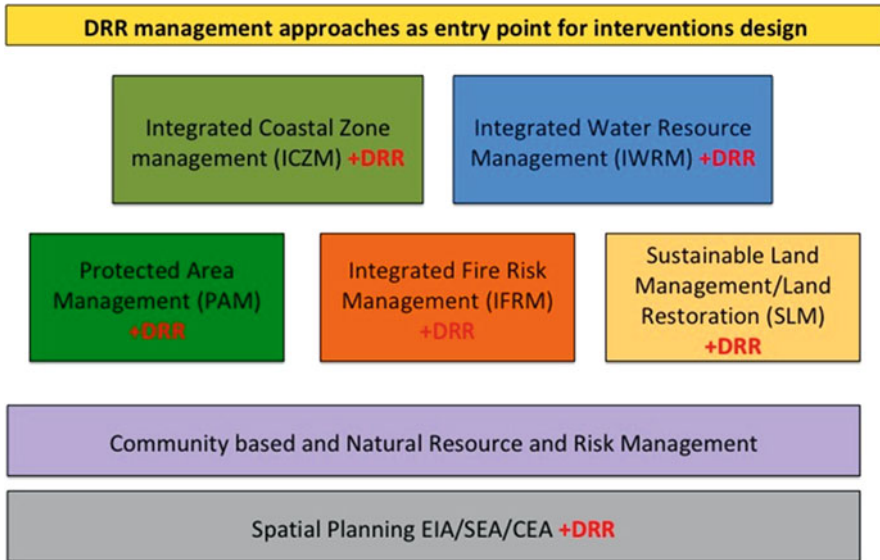 DRR management approaches as entry point for interventions design
Integrated Coastal Zone
management (ICZM) +DRR
Integrated Water Resource
Management (IWRM) +DRR
Protected Area
Management (PAM)
+DRR
Integrated Fire Risk
Management (IFRM)
+DRR
Sustainable Land
Management/Land
Restoration (SLM)
+DRR
Community based and Natural Resource and Risk Management
Spatial Planning EIA/SEA/CEA +DRR